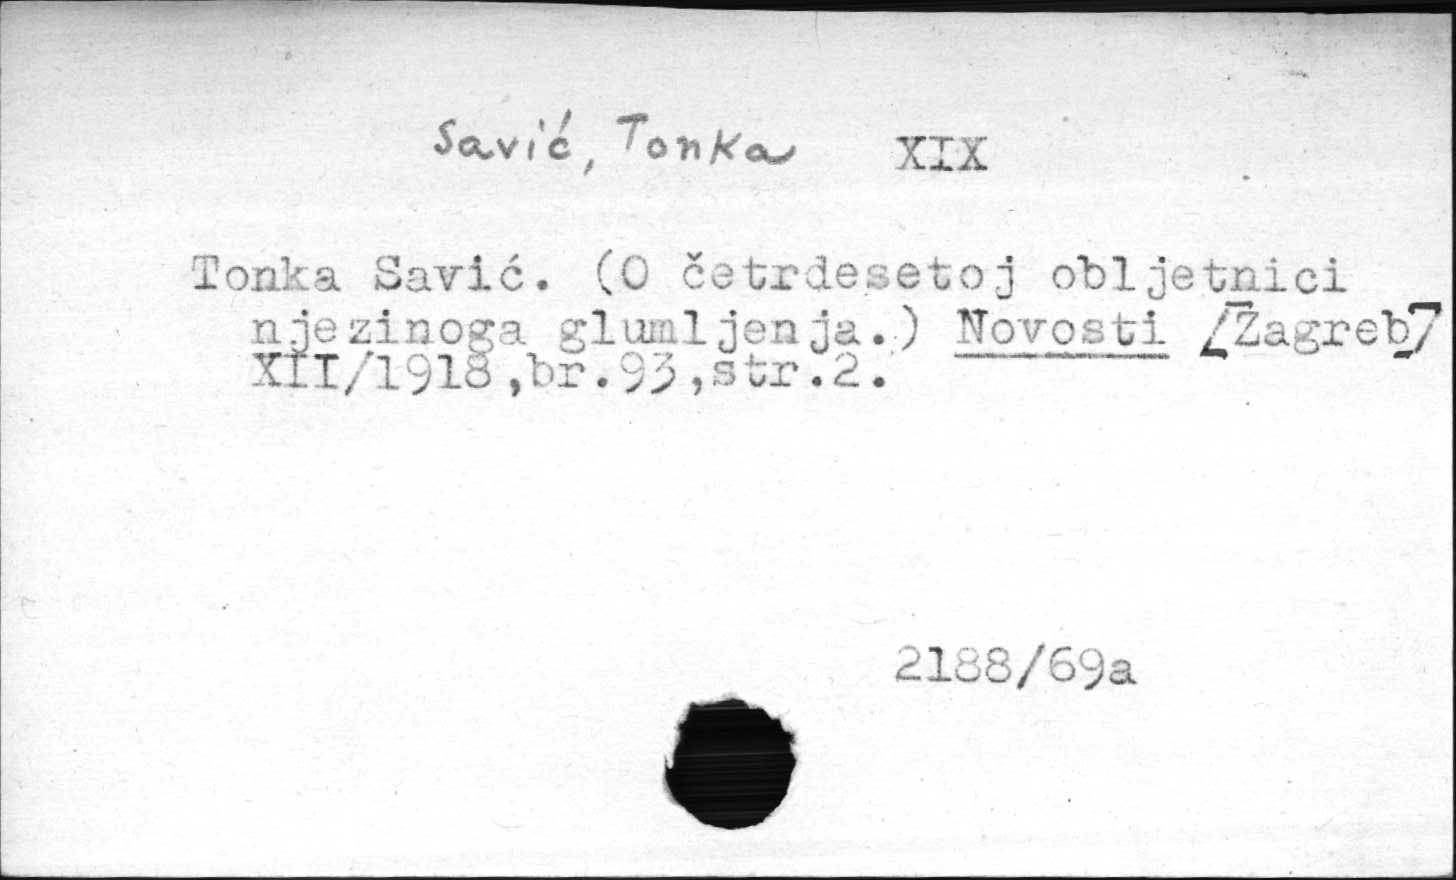 Savić, Tonka XIX
Tonka Savić. (O četrdesetoj obljetnici
njezinoga glumljenja.) Novosti [Zagreb]
XII/1918,br.93,str.2.
2188/69a